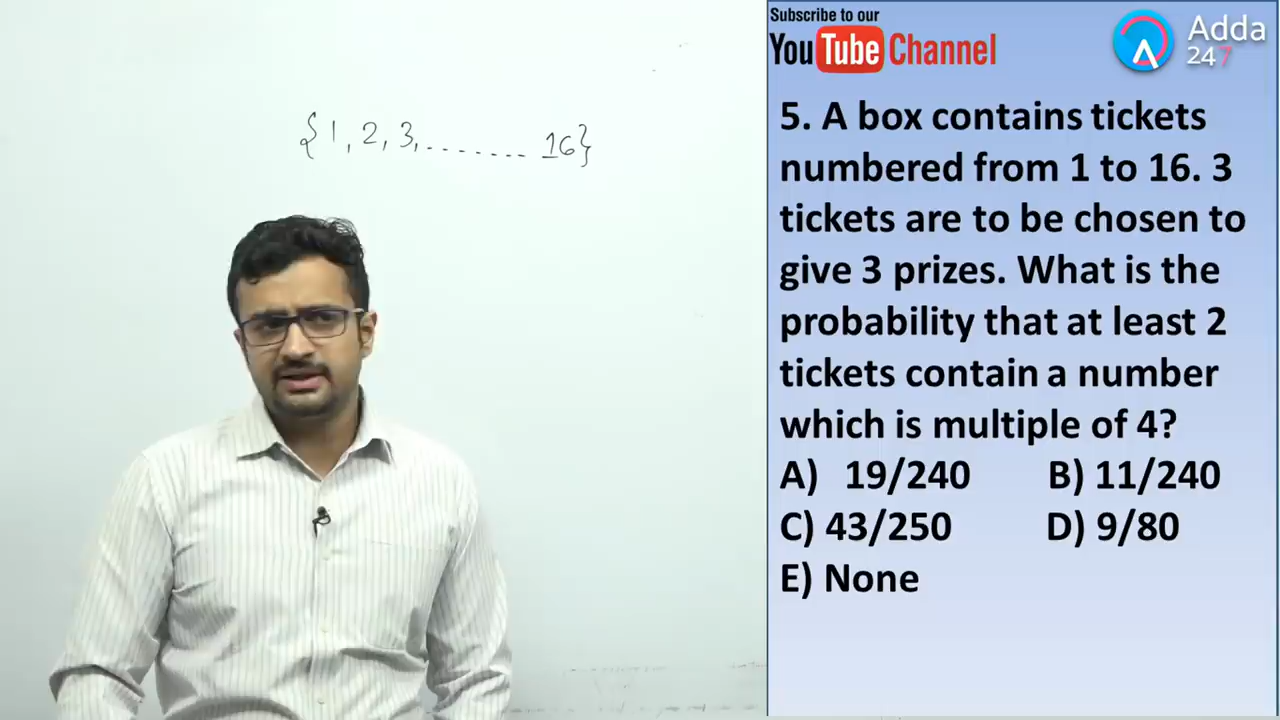 {1, 2, 3, ........ 16}
Subscribe to our
YouTube Channel
Adda
247
5. A box contains tickets
numbered from 1 to 16. 3
tickets are to be chosen to
give 3 prizes. What is the
probability that at least 2
tickets contain a number
which is multiple of 4?
A) 19/240 B) 11/240
C) 43/250 D) 9/80
E) None